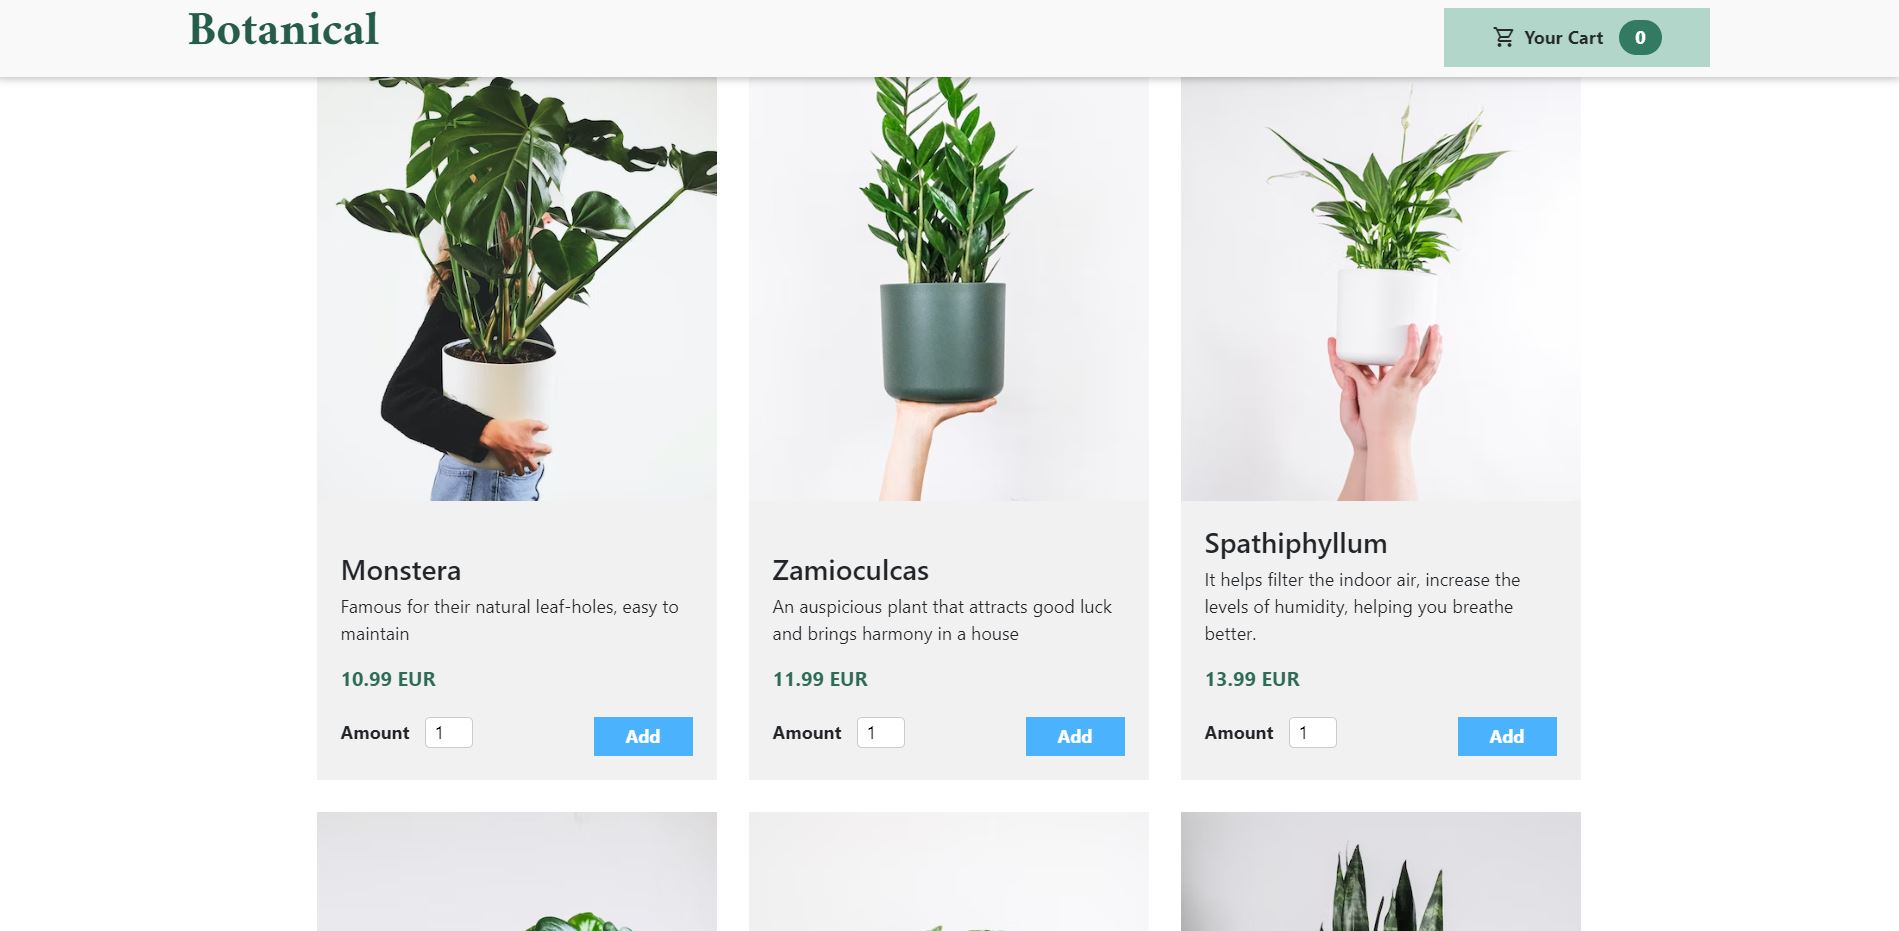 Botanical
Your Cart 0
Monstera
Famous for their natural leaf-holes, easy to
maintain
10.99 EUR
Amount 1 Add
Zamioculcas
An auspicious plant that attracts good luck
and brings harmony in a house
11.99 EUR
Amount 1 Add
Spathiphyllum
It helps filter the indoor air, increase the
levels of humidity, helping you breathe
better.
13.99 EUR
Amount 1 Add